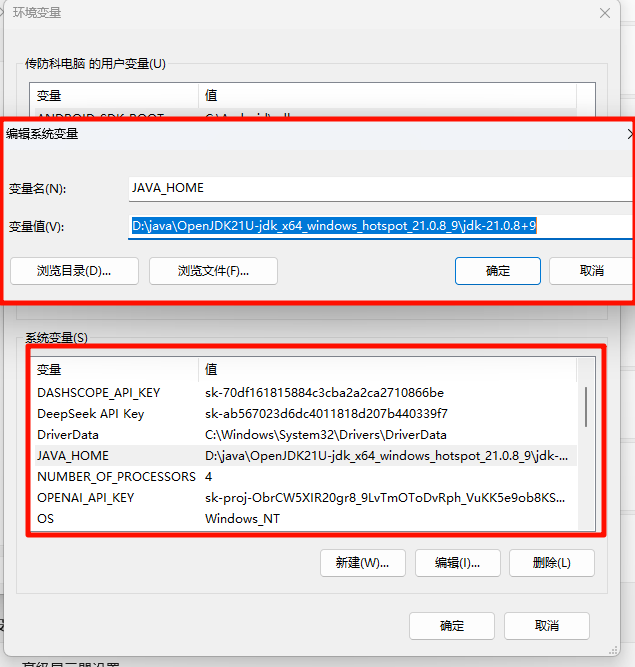 环境变量
传防科电脑 的用户变量(U)
变量 值
编辑系统变量
变量名(N): JAVA_HOME
变量值(V): D:\java\OpenJDK21U-jdk_x64_windows_hotspot_21.0.8_9\jdk-21.0.8+9
浏览目录(D)... 浏览文件(F)... 确定 取消
系统变量(S)
变量 值
DASHSCOPE_API_KEY sk-70df161815884c3cba2a2ca2710866be
DeepSeek API Key sk-ab567023d6dc4011818d207b440339f7
DriverData C:\Windows\System32\Drivers\DriverData
JAVA_HOME D:\java\OpenJDK21U-jdk_x64_windows_hotspot_21.0.8_9\jdk-...
NUMBER_OF_PROCESSORS 4
OPENAI_API_KEY sk-proj-ObrCW5XIR20gr8_9LvTmOToDvRph_VuKK5e9ob8KS...
OS Windows_NT
新建(W)... 编辑(I)... 删除(L)
确定 取消